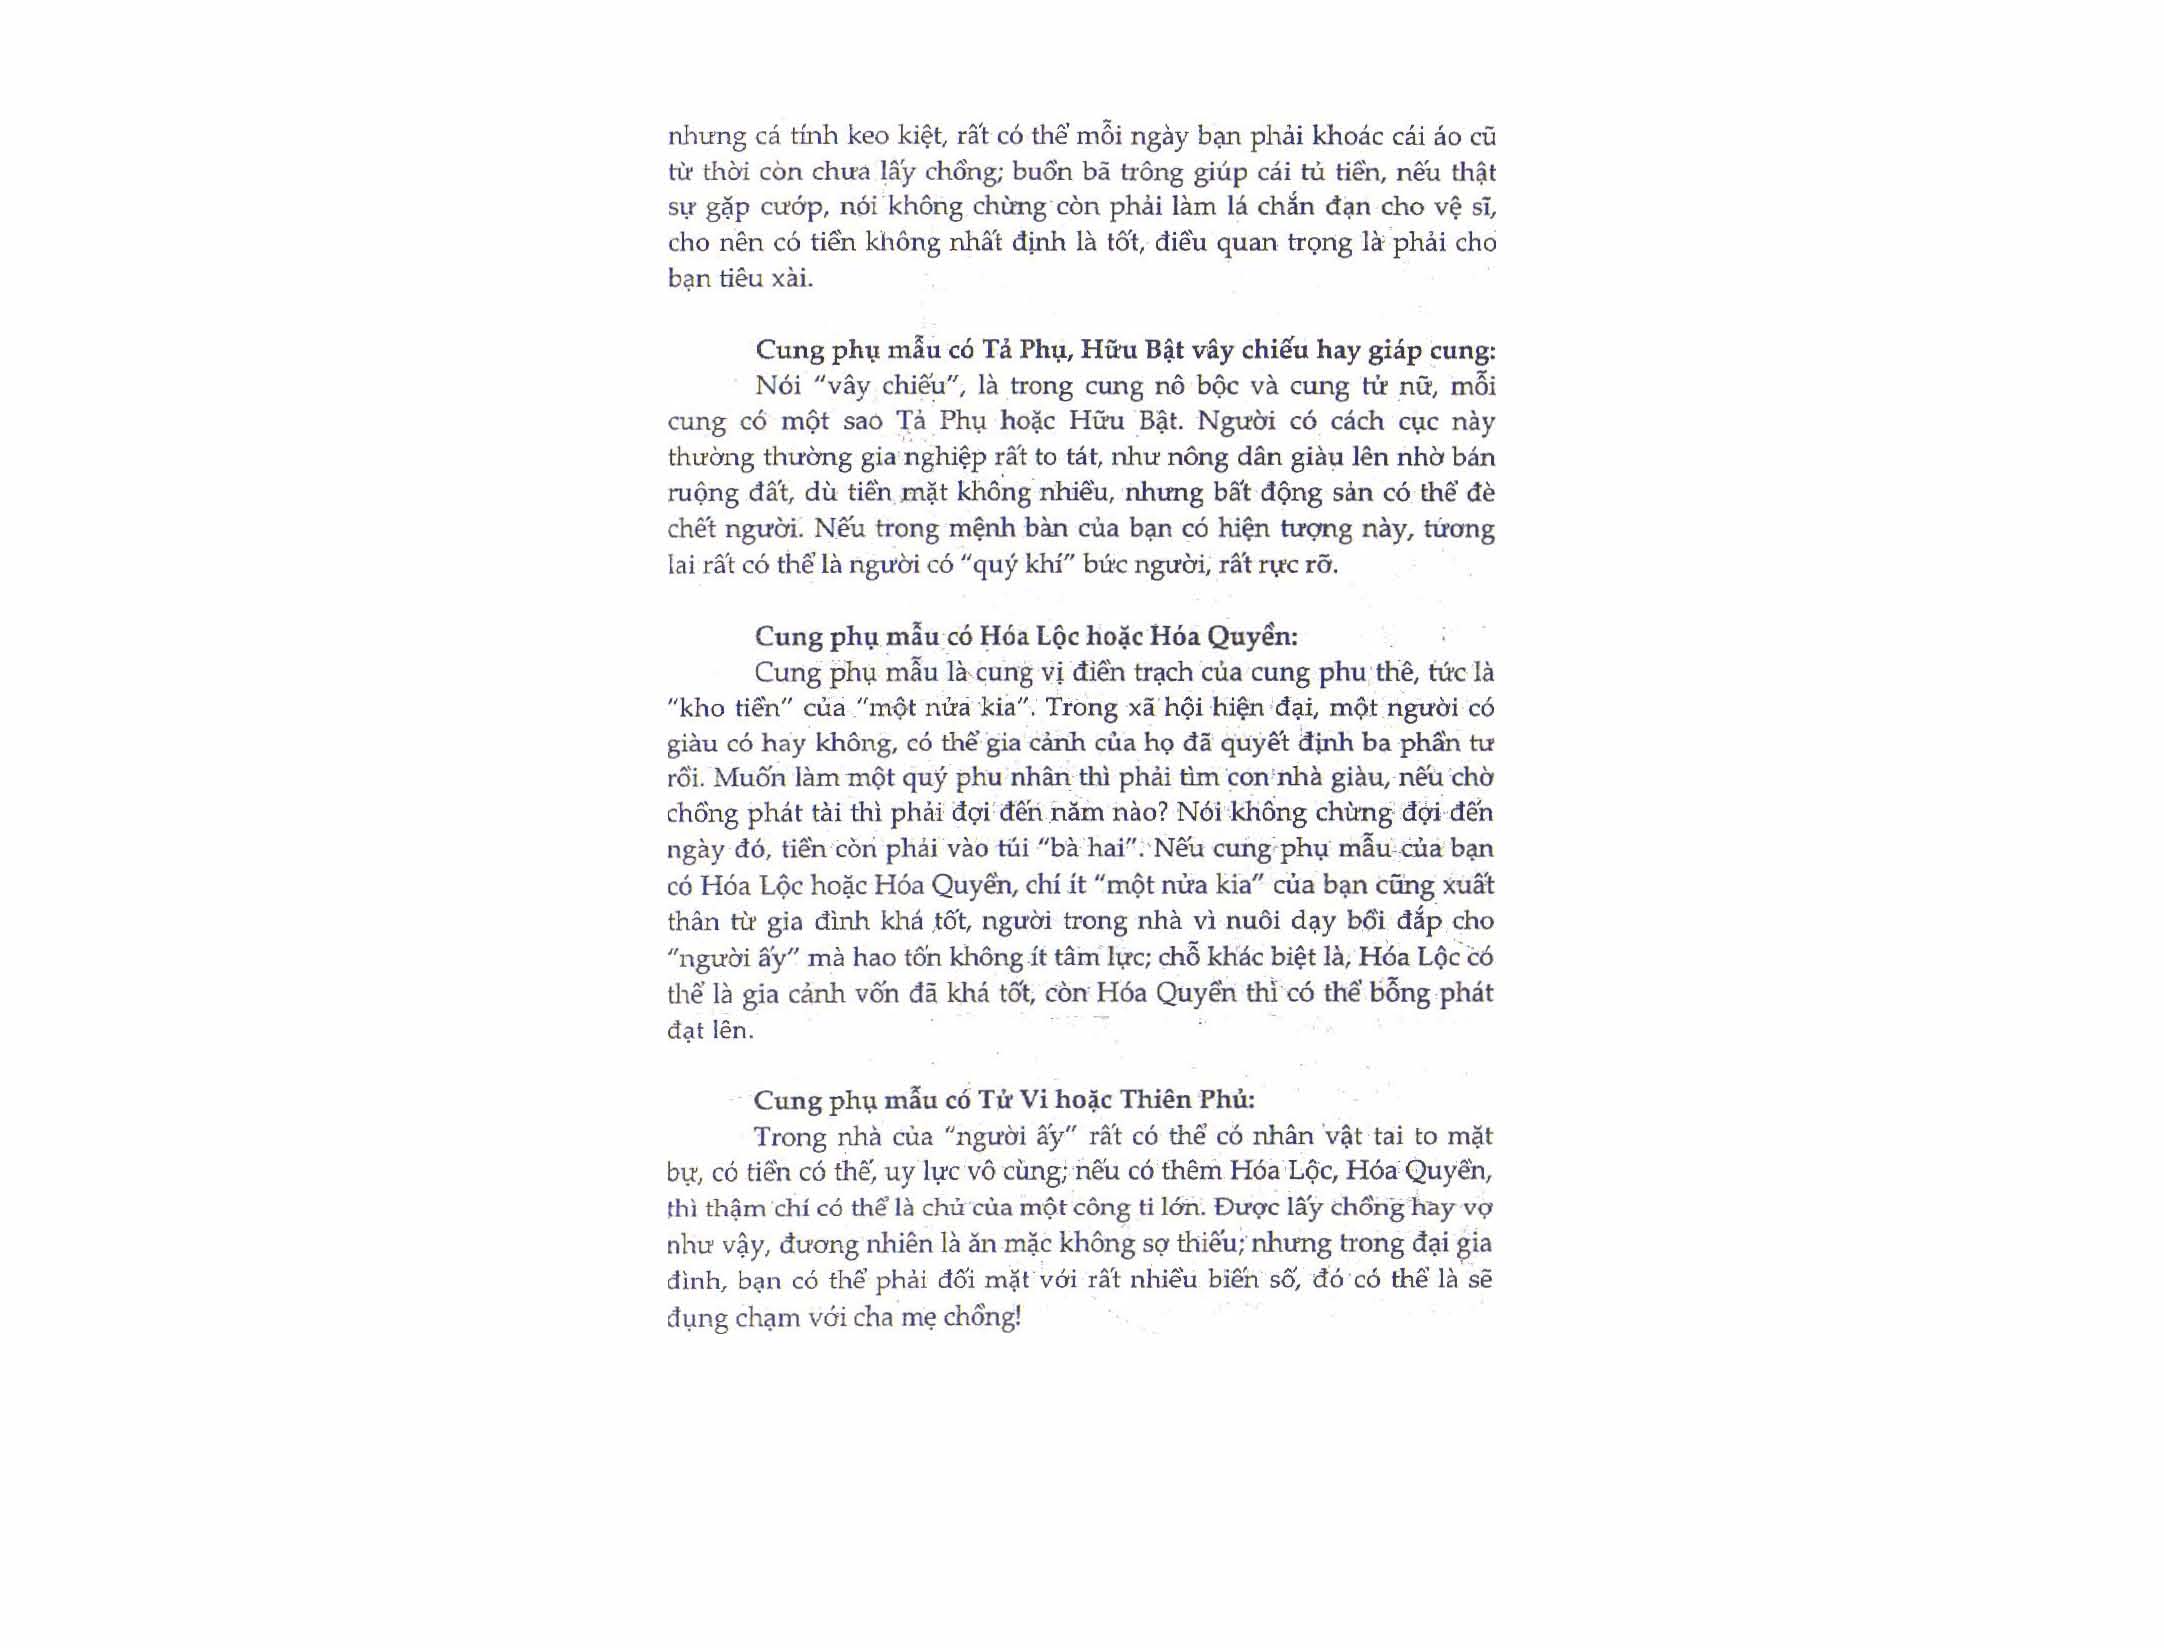 nhưng cá tính keo kiệt, rất có thể mỗi ngày bạn phải khoác cái áo cũ
từ thời còn chưa lấy chồng; buồn bã trông giúp cái tủ tiền, nếu thật
sự gặp cướp, nói không chừng còn phải làm lá chắn đạn cho vệ sĩ,
cho nên có tiền không nhất định là tốt, điều quan trọng là phải cho
bạn tiêu xài.
Cung phụ mẫu có Tả Phụ, Hữu Bật vây chiếu hay giáp cung:
Nói "vây chiếu", là trong cung nô bộc và cung tử nữ, mỗi
cung có một sao Tả Phụ hoặc Hữu Bật. Người có cách cục này
thường thường gia nghiệp rất to tát, như nông dân giàu lên nhờ bán
ruộng đất, dù tiền mặt không nhiều, nhưng bất động sản có thể đè
chết người. Nếu trong mệnh bàn của bạn có hiện tượng này, tương
lai rất có thể là người có "quý khí" bức người, rất rực rỡ.
Cung phụ mẫu có Hóa Lộc hoặc Hóa Quyền:
Cung phụ mẫu là cung vị điền trạch của cung phu thê, tức là
"kho tiền" của "một nửa kia". Trong xã hội hiện đại, một người có
giàu có hay không, có thể gia cảnh của họ đã quyết định ba phần tư
rồi. Muốn làm một quý phu nhân thì phải tìm con nhà giàu, nếu chờ
chồng phát tài thì phải đợi đến năm nào? Nói không chừng đợi đến
ngày đó, tiền còn phải vào túi "bà hai". Nếu cung phụ mẫu của bạn
có Hóa Lộc hoặc Hóa Quyền, chí ít "một nửa kia" của bạn cũng xuất
thân từ gia đình khá tốt, người trong nhà vì nuôi dạy bồi đắp cho
"người ấy" mà hao tốn không ít tâm lực; chỗ khác biệt là, Hóa Lộc có
thể là gia cảnh vốn đã khá tốt, còn Hóa Quyền thì có thể bỗng phát
đạt lên.
Cung phụ mẫu có Tử Vi hoặc Thiên Phủ:
Trong nhà của "người ấy" rất có thể có nhân vật tai to mặt
bự, có tiền có thế, uy lực vô cùng; nếu có thêm Hóa Lộc, Hóa Quyền,
thì thậm chí có thể là chủ của một công ti lớn. Được lấy chồng hay vợ
như vậy, đương nhiên là ăn mặc không sợ thiếu; nhưng trong đại gia
đình, bạn có thể phải đối mặt với rất nhiều biến số, đó có thể là sẽ
đụng chạm với cha mẹ chồng!